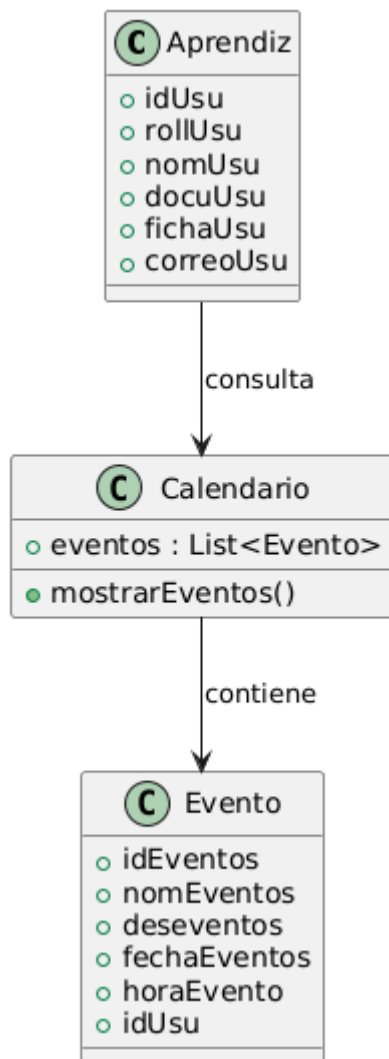 C Aprendiz
idUsu
rollUsu
nomUsu
docuUsu
fichaUsu
correoUsu
consulta
C Calendario
eventos : List<Evento>
mostrarEventos()
contiene
C Evento
idEventos
nomEventos
deseventos
fechaEventos
horaEvento
idUsu